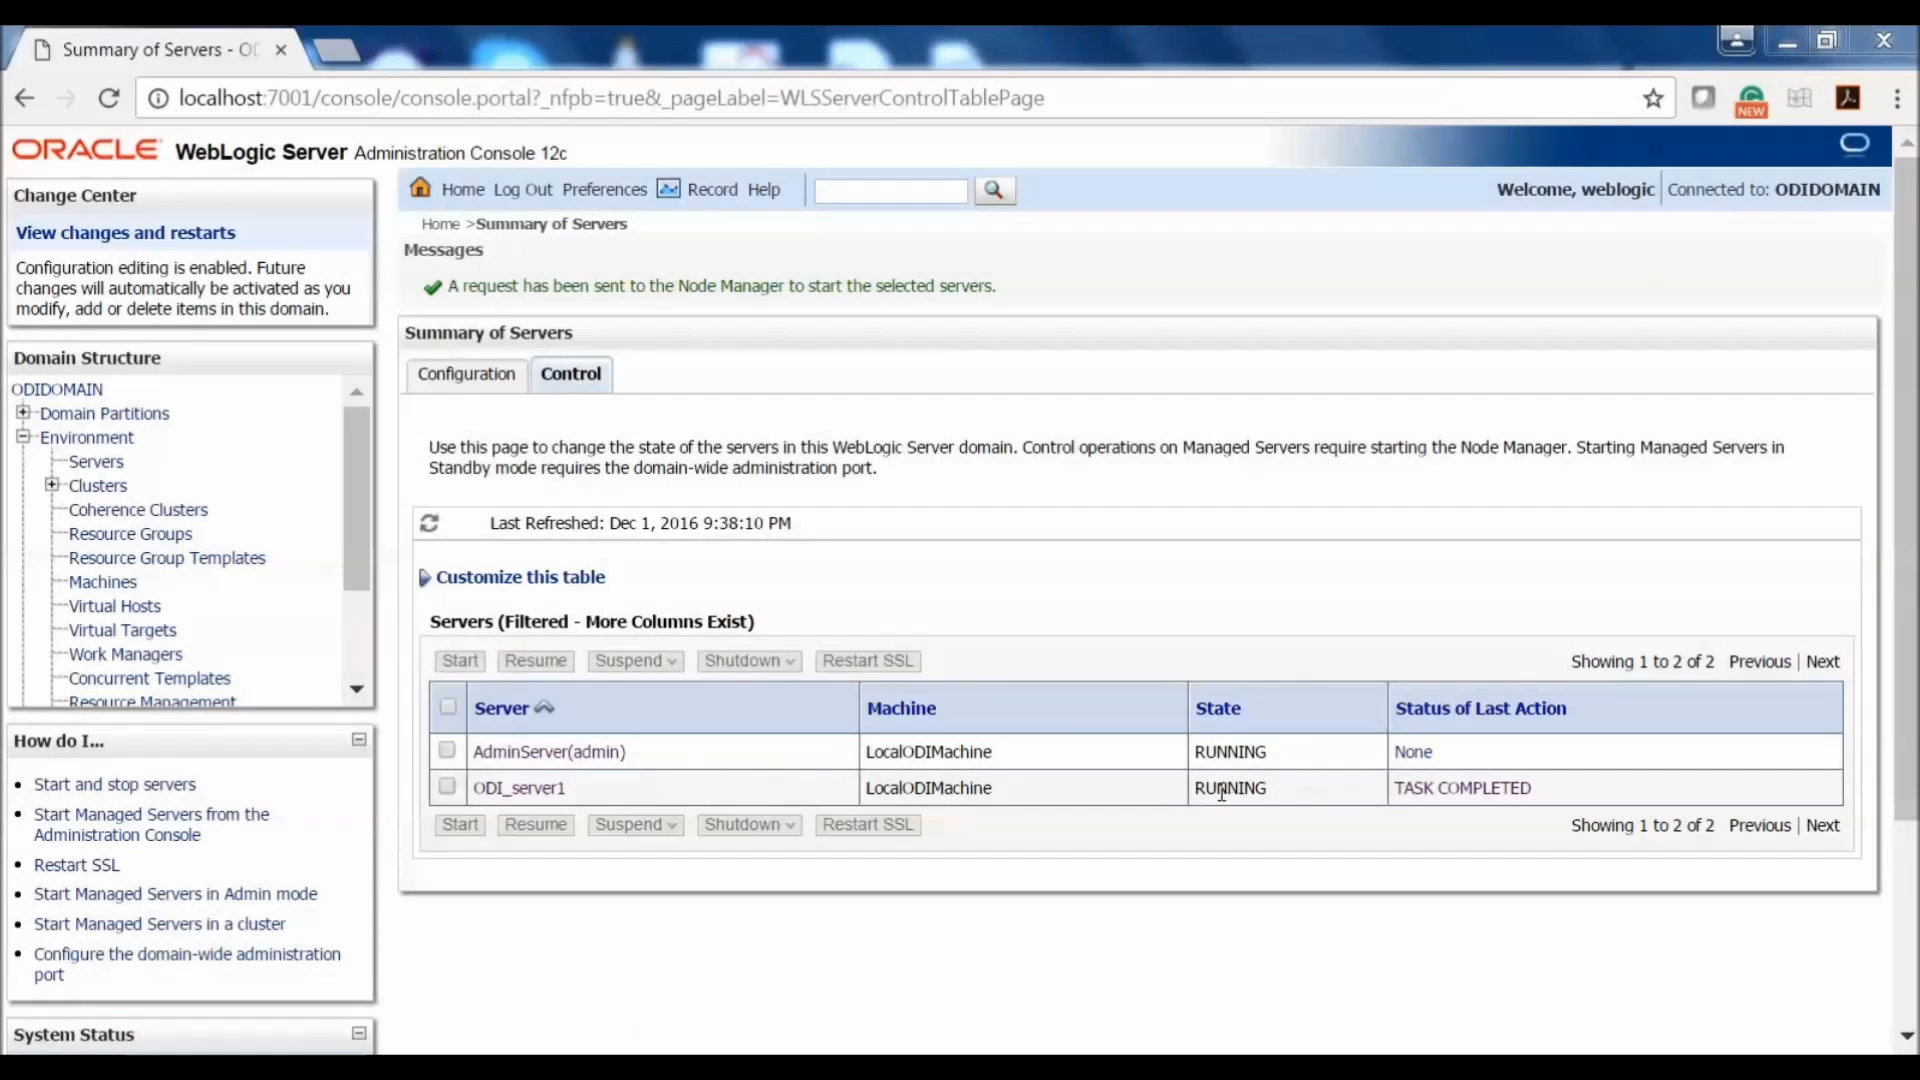 Summary of Servers - OD
localhost:7001/console/console.portal?_nfpb=true&_pageLabel=WLSServerControlTablePage
NEW
ORACLE WebLogic Server Administration Console 12c
Change Center
View changes and restarts
Configuration editing is enabled. Future
changes will automatically be activated as you
modify, add or delete items in this domain.
Domain Structure
ODIDOMAIN
Domain Partitions
Environment
Servers
Clusters
Coherence Clusters
Resource Groups
Resource Group Templates
Machines
Virtual Hosts
Virtual Targets
Work Managers
Concurrent Templates
Resource Management
How do I...
Start and stop servers
Start Managed Servers from the
Administration Console
Restart SSL
Start Managed Servers in Admin mode
Start Managed Servers in a cluster
Configure the domain-wide administration
port
System Status
Home Log Out Preferences Record Help
Welcome, weblogic Connected to: ODIDOMAIN
Home >Summary of Servers
Messages
A request has been sent to the Node Manager to start the selected servers.
Summary of Servers
Configuration Control
Use this page to change the state of the servers in this WebLogic Server domain. Control operations on Managed Servers require starting the Node Manager. Starting Managed Servers in
Standby mode requires the domain-wide administration port.
Last Refreshed: Dec 1, 2016 9:38:10 PM
Customize this table
Servers (Filtered - More Columns Exist)
Start Resume Suspend Shutdown Restart SSL Showing 1 to 2 of 2 Previous | Next
Server Machine State Status of Last Action
AdminServer(admin) LocalODIMachine RUNNING None
ODI_server1 LocalODIMachine RUNNING TASK COMPLETED
Start Resume Suspend Shutdown Restart SSL Showing 1 to 2 of 2 Previous | Next